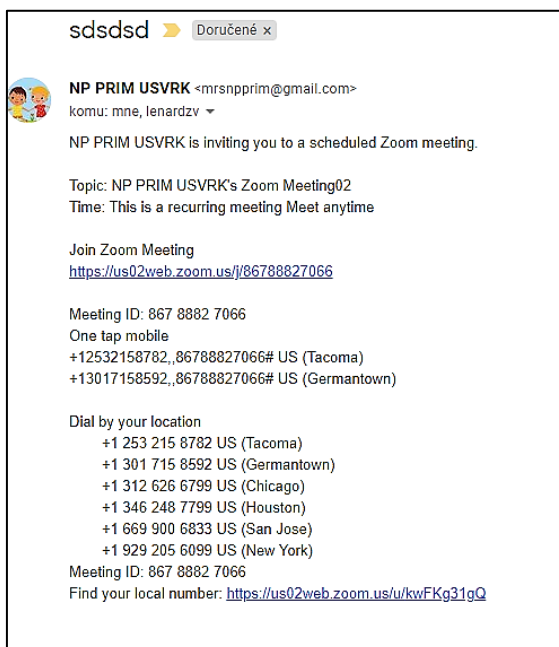 sdsdsd Doručené x
NP PRIM USVRK <mrsnpprim@gmail.com>
komu: mne, lenardzv
NP PRIM USVRK is inviting you to a scheduled Zoom meeting.
Topic: NP PRIM USVRK's Zoom Meeting02
Time: This is a recurring meeting Meet anytime
Join Zoom Meeting
https://us02web.zoom.us/j/86788827066
Meeting ID: 867 8882 7066
One tap mobile
+12532158782,,86788827066# US (Tacoma)
+13017158592,,86788827066# US (Germantown)
Dial by your location
+1 253 215 8782 US (Tacoma)
+1 301 715 8592 US (Germantown)
+1 312 626 6799 US (Chicago)
+1 346 248 7799 US (Houston)
+1 669 900 6833 US (San Jose)
+1 929 205 6099 US (New York)
Meeting ID: 867 8882 7066
Find your local number: https://us02web.zoom.us/u/kwFKg31gQ